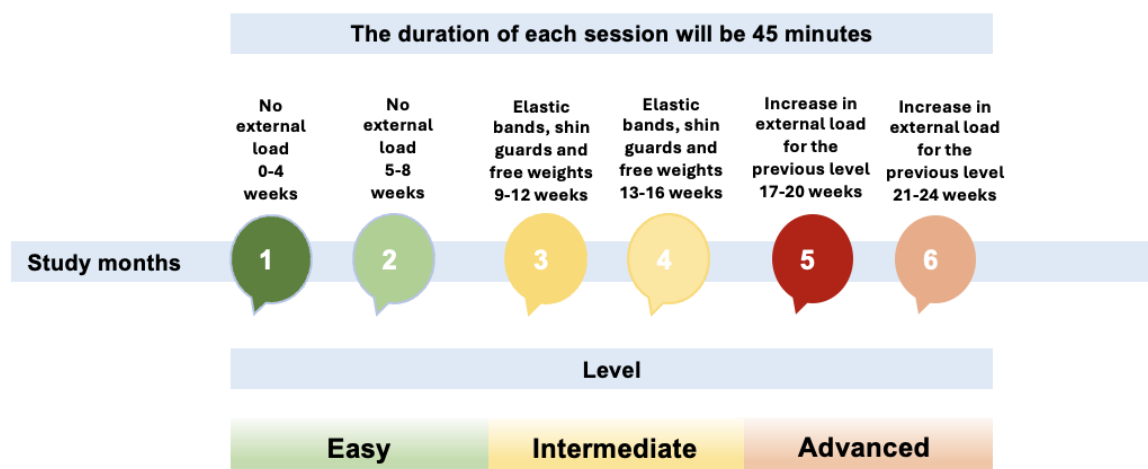 The duration of each session will be 45 minutes
No
external
load
0-4
weeks
No
external
load
5-8
weeks
Elastic
bands, shin
guards and
free weights
9-12 weeks
Elastic
bands, shin
guards and
free weights
13-16 weeks
Increase in
external load
for the
previous level
17-20 weeks
Increase in
external load
for the
previous level
21-24 weeks
Study months
1
2
3
4
5
6
Level
Easy
Intermediate
Advanced